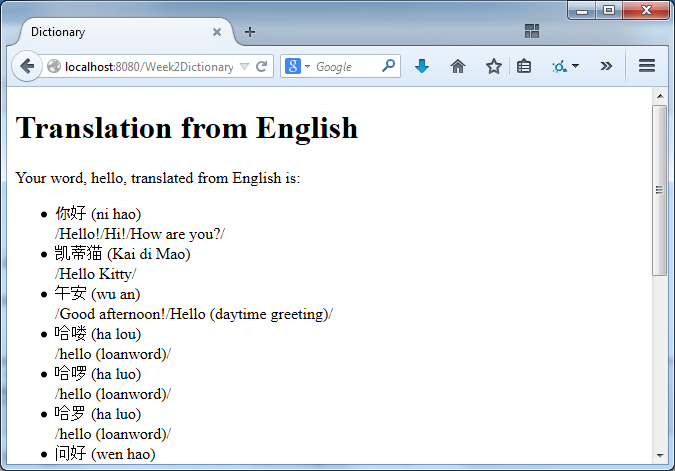 Dictionary
localhost:8080/Week2Dictionary
Google
Translation from English
Your word, hello, translated from English is:
你好 (ni hao)
/Hello!/Hi!/How are you?/
凯蒂猫 (Kai di Mao)
/Hello Kitty/
午安 (wu an)
/Good afternoon!/Hello (daytime greeting)/
哈喽 (ha lou)
/hello (loanword)/
哈啰 (ha luo)
/hello (loanword)/
哈罗 (ha luo)
/hello (loanword)/
问好 (wen hao)